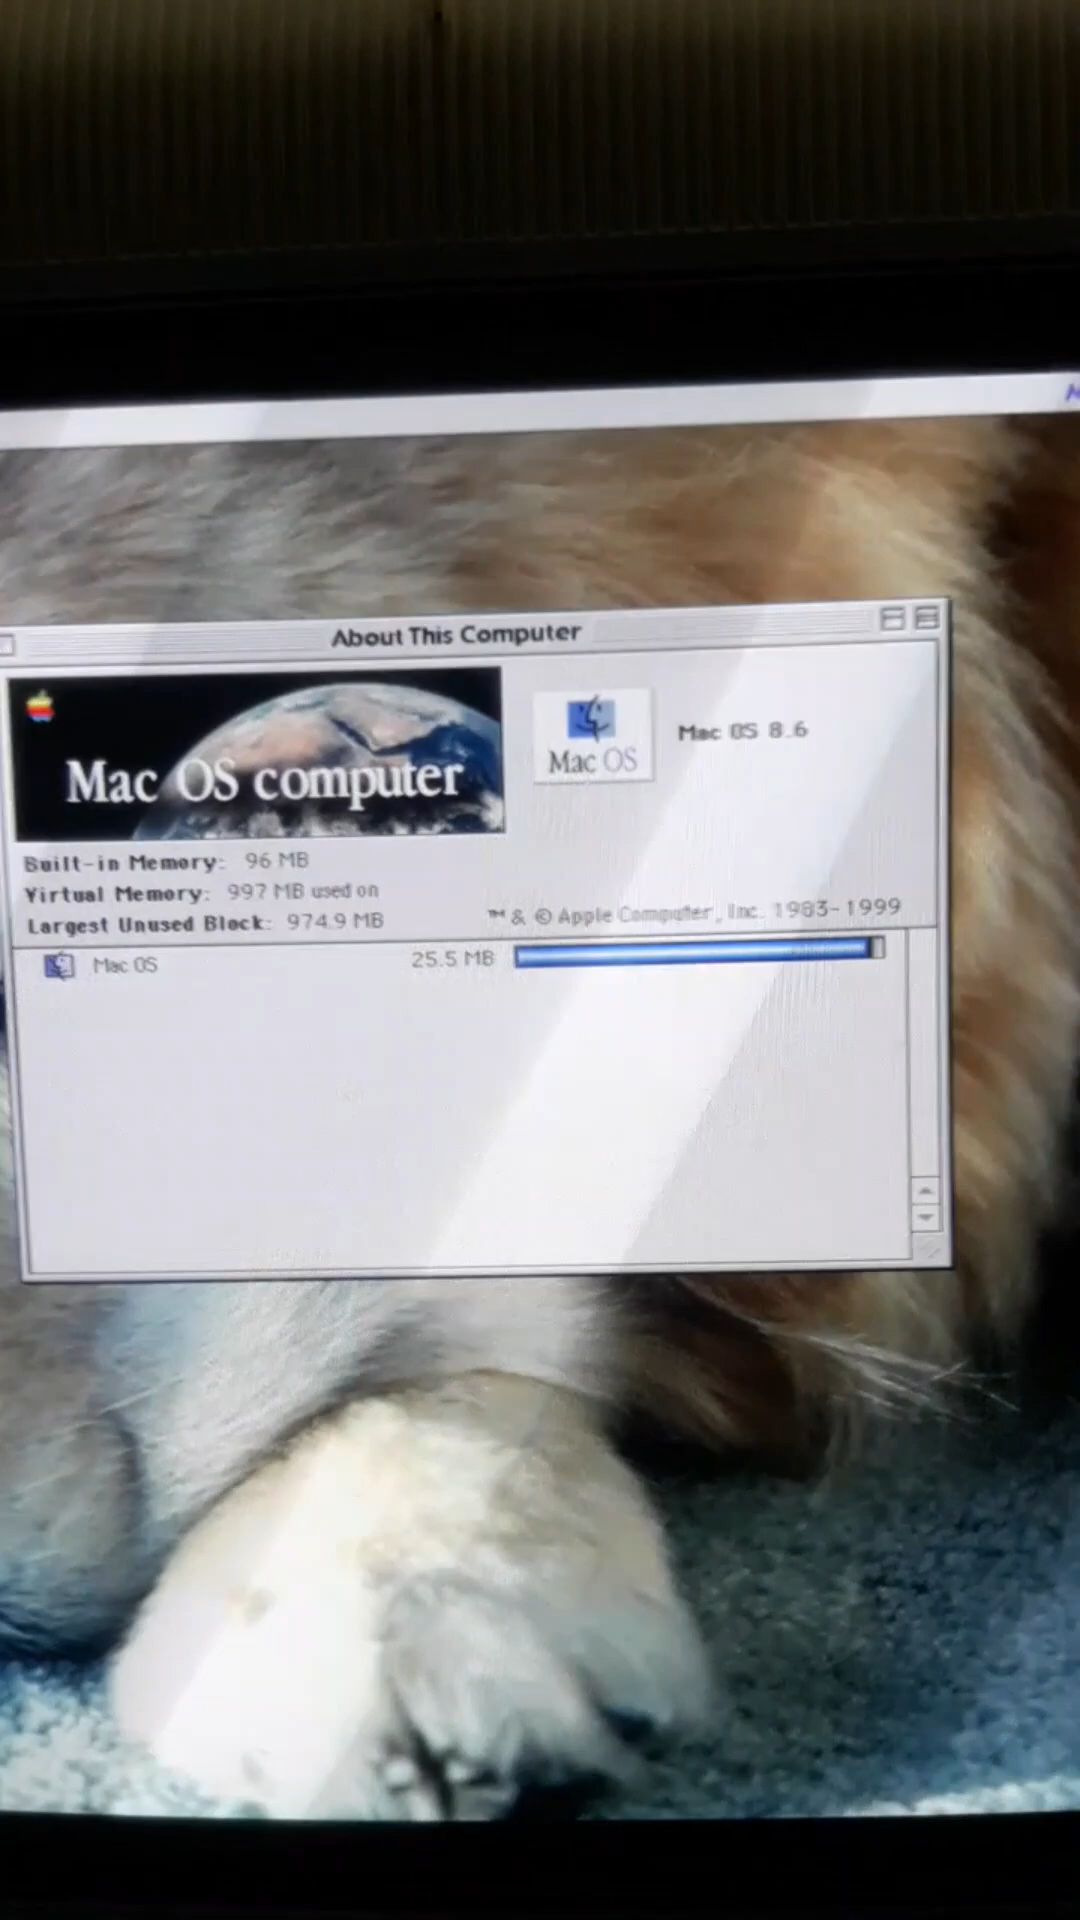 About This Computer
Mac OS computer
Mac OS
Mac OS 8.6
Built-in Memory: 96 MB
Virtual Memory: 997 MB used on
Largest Unused Block: 974.9 MB
™ & © Apple Computer, Inc. 1983-1999
Mac OS 25.5 MB